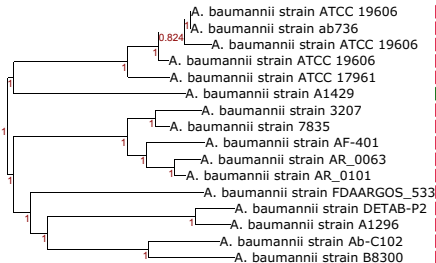 A. baumannii strain ATCC 19606
A. baumannii strain ab736
0.824
A. baumannii strain ATCC 19606
1
A. baumannii strain ATCC 19606
1
A. baumannii strain ATCC 17961
1
A. baumannii strain A1429
1
A. baumannii strain 3207
1
A. baumannii strain 7835
1
A. baumannii strain AF-401
1
A. baumannii strain AR_0063
1
A. baumannii strain AR_0101
1
A. baumannii strain FDAARGOS_533
1
A. baumannii strain DETAB-P2
1
A. baumannii strain A1296
1
A. baumannii strain Ab-C102
1
A. baumannii strain B8300